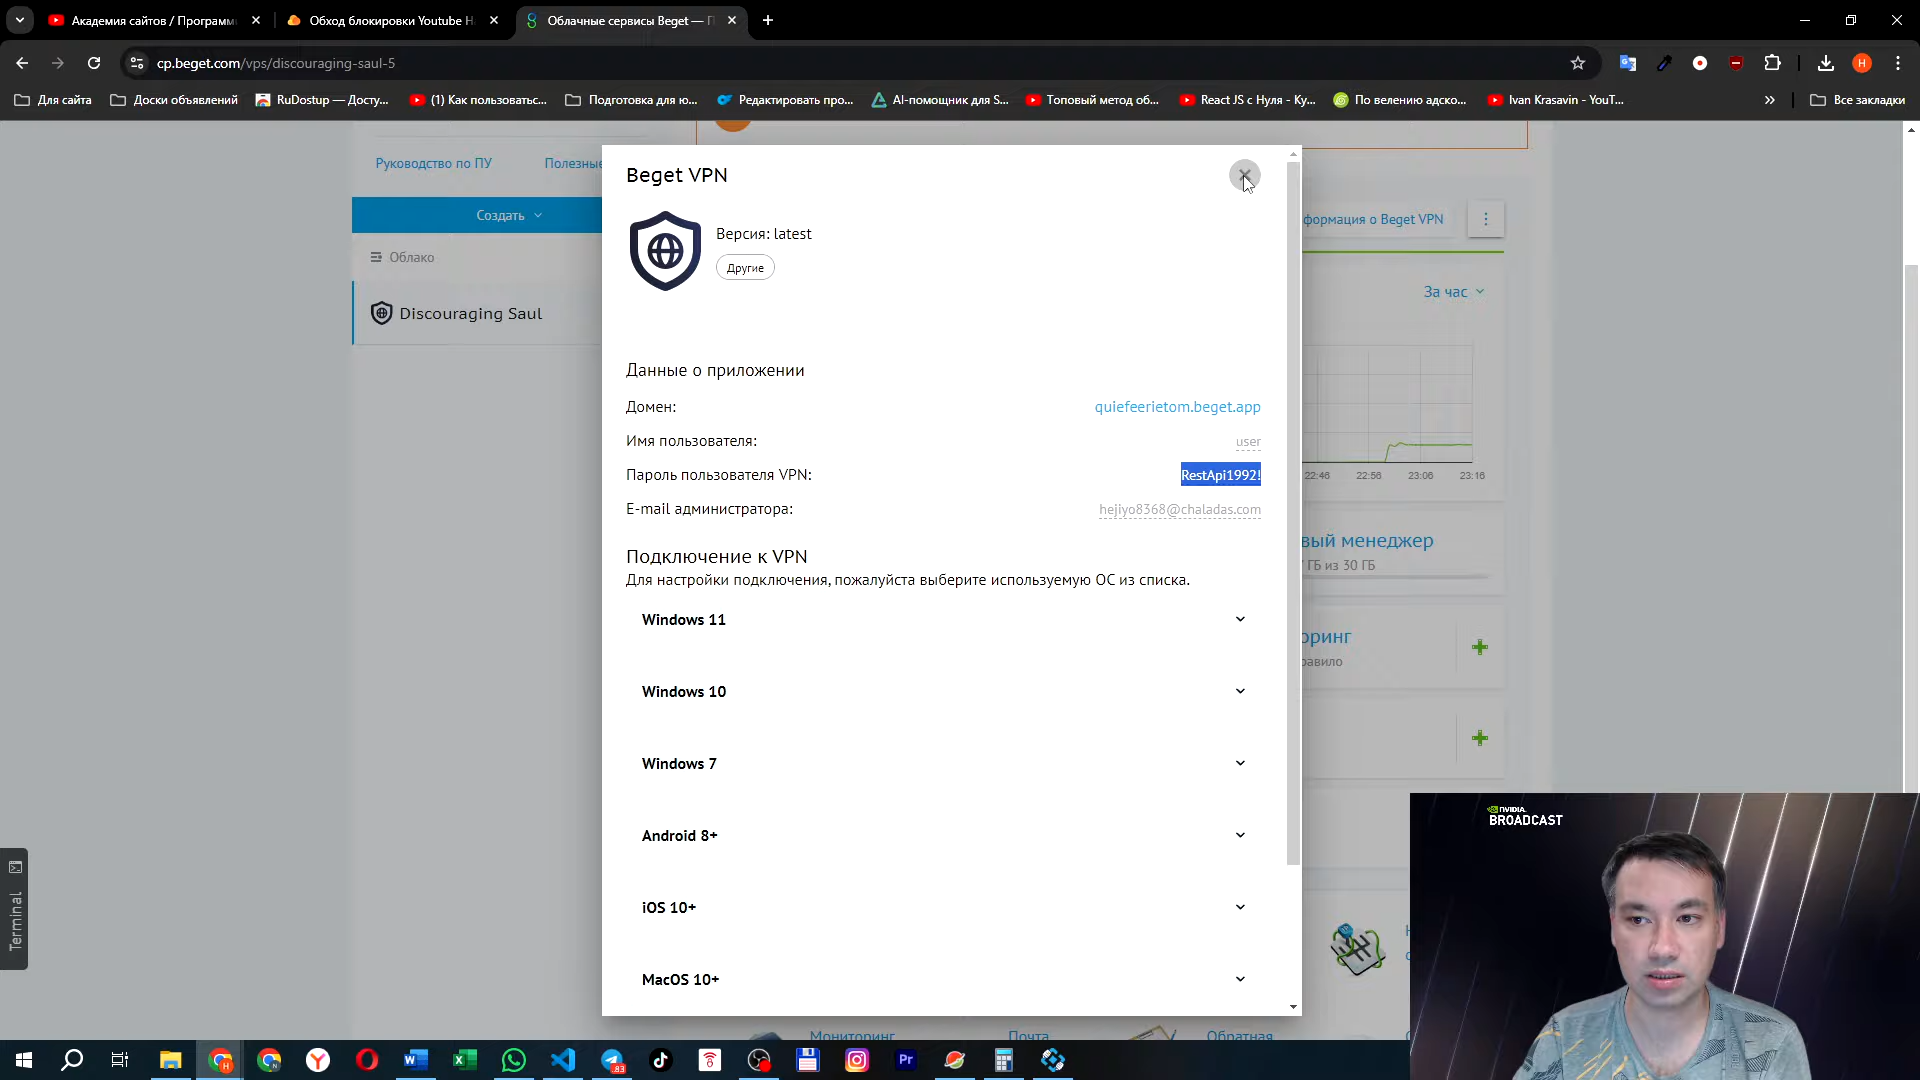 Академия сайтов / Программ
Обход блокировки Youtube Н
Облачные сервисы Beget — П
cp.beget.com/vps/discouraging-saul-5
Для сайта
Доски объявлений
RuDostup — Досту...
(1) Как пользоватьс...
Подготовка для ю...
Редактировать про...
AI-помощник для S...
Топовый метод об...
React JS с Нуля - Ку...
По велению адско...
Ivan Krasavin - YouT...
Все закладки
Руководство по ПУ
Полезные
Создать
Облако
Discouraging Saul
Beget VPN
Версия: latest
Другие
Данные о приложении
Домен:
quiefeerietom.beget.app
Имя пользователя:
user
Пароль пользователя VPN:
RestApi1992!
E-mail администратора:
hejiyo8368@chaladas.com
Подключение к VPN
Для настройки подключения, пожалуйста выберите используемую ОС из списка.
Windows 11
Windows 10
Windows 7
Android 8+
iOS 10+
MacOS 10+
формация о Beget VPN
За час
22:46
22:56
23:06
23:16
вый менеджер
ГБ из 30 ГБ
оринг
равило
Мониторинг
Почта
Обратная
Terminal
NVIDIA.
BROADCAST
83